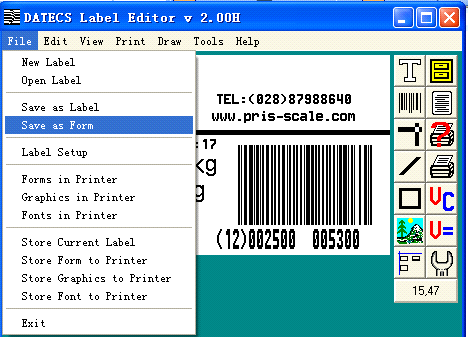 DATECS Label Editor v 2.00H
File Edit View Print Draw Tools Help
New Label
Open Label
Save as Label
Save as Form
Label Setup
Forms in Printer
Graphics in Printer
Fonts in Printer
Store Current Label
Store Form to Printer
Store Graphics to Printer
Store Font to Printer
Exit
TEL:(028)87988640
www.pris-scale.com
:17
kg
g
(12)002500 005300
T
?
VC
V=
15,47